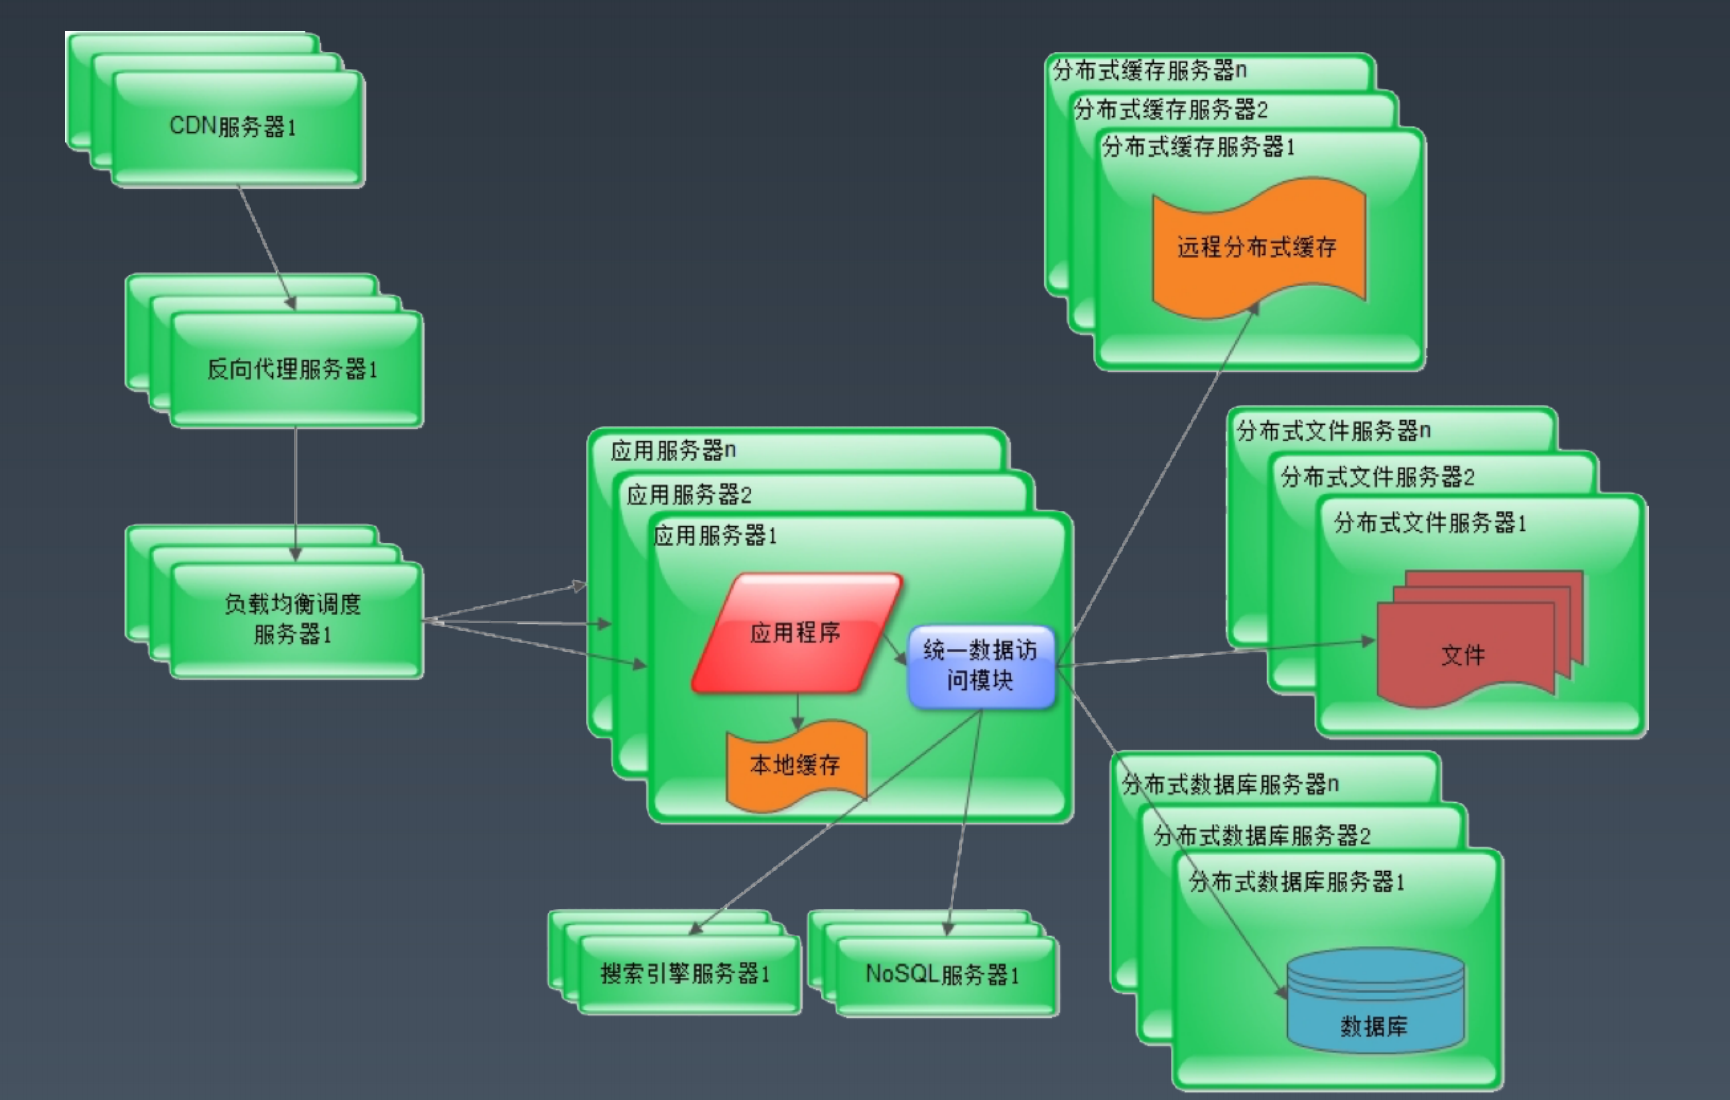 CDN服务器1
反向代理服务器1
负载均衡调度
服务器1
应用服务器n
应用服务器2
应用服务器1
应用程序
统一数据访
问模块
本地缓存
搜索引擎服务器1
NoSQL服务器1
分布式缓存服务器n
分布式缓存服务器2
分布式缓存服务器1
远程分布式缓存
分布式文件服务器n
分布式文件服务器2
分布式文件服务器1
文件
分布式数据库服务器n
分布式数据库服务器2
分布式数据库服务器1
数据库